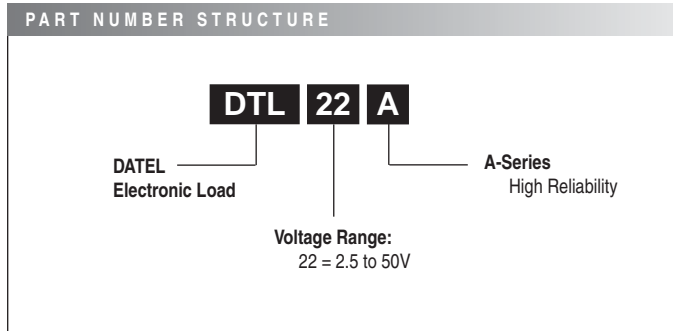 PART NUMBER STRUCTURE
DTL 22 A
DATEL
Electronic Load
A-Series
High Reliability
Voltage Range:
22 = 2.5 to 50V